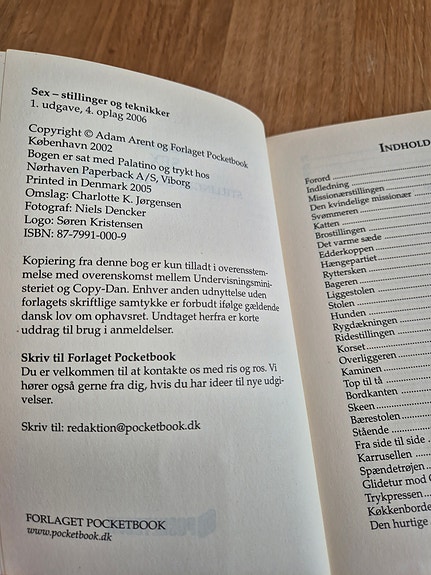 Sex – stillinger og teknikker
1. udgave, 4. oplag 2006
Copyright © Adam Arent og Forlaget Pocketbook
København 2002
Bogen er sat med Palatino og trykt hos
Nørhaven Paperback A/S, Viborg
Printed in Denmark 2005
Omslag: Charlotte K. Jørgensen
Fotograf: Niels Dencker
Logo: Søren Kristensen
ISBN: 87-7991-000-9
Kopiering fra denne bog er kun tilladt i overensstem-
melse med overenskomst mellem Undervisningsmini-
steriet og Copy-Dan. Enhver anden udnyttelse uden
forlagets skriftlige samtykke er forbudt ifølge gældende
dansk lov om ophavsret. Undtaget herfra er korte
uddrag til brug i anmeldelser.
Skriv til Forlaget Pocketbook
Du er velkommen til at kontakte os med ris og ros. Vi
hører også gerne fra dig, hvis du har ideer til nye udgi-
velser.
Skriv til: redaktion@pocketbook.dk
FORLAGET POCKETBOOK
www.pocketbook.dk
INDHOLD
Forord
Indledning
Missionærstillingen
Den kvindelige missionær
Svømmeren
Katten
Brostillingen
Det varme sæde
Edderkoppen
Hængepartiet
Ryttersken
Bageren
Liggestolen
Stolen
Hunden
Rygdækningen
Ridestillingen
Korset
Overliggeren
Kaminen
Top til tå
Bordkanten
Skeen
Bærestolen
Stående
Fra side til side
Karrusellen
Spændetrøjen
Glidetur mod
Trykpressen
Køkkenborde
Den hurtige